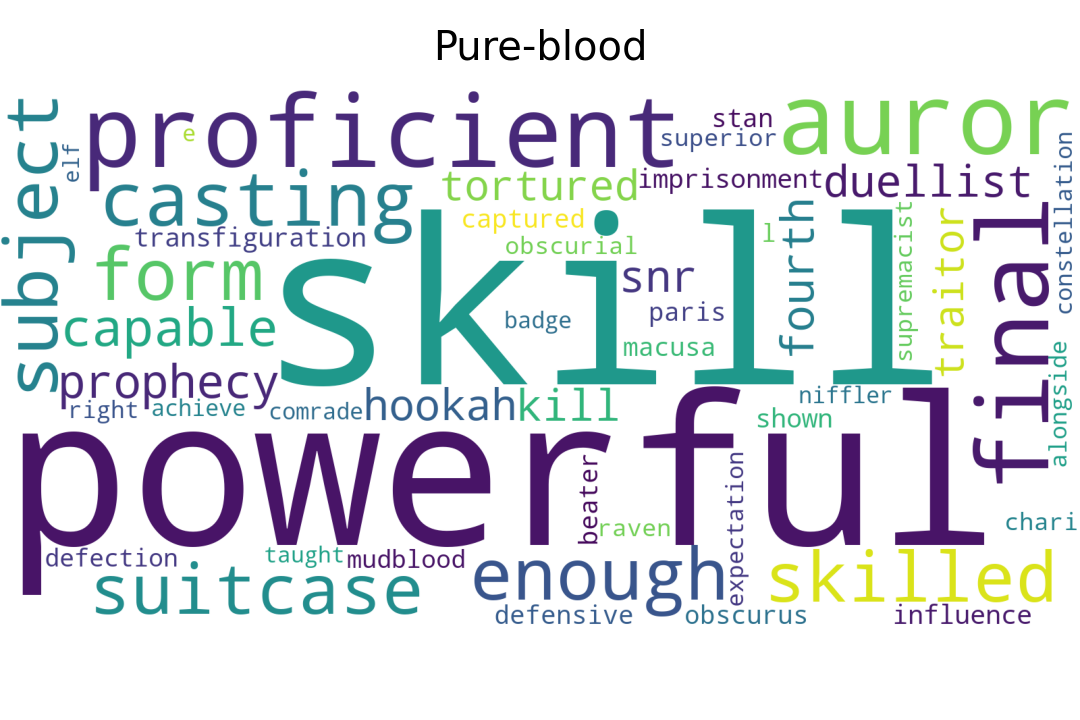 Pure-blood
subject
elf
proficient
e
stan
superior
auror
casting
tortured
imprisonment
duellist
constellation
captured
transfiguration
obscurial
l
fourth
supremacist
traitor
final
form
skill
snr
paris
badge
macusa
capable
prophecy
right
achieve
comrade
hookah
kill
niffler
shown
alongside
powerful
beater
raven
expectation
chari
defection
taught
mudblood
suitcase
enough
skilled
defensive
obscurus
influence